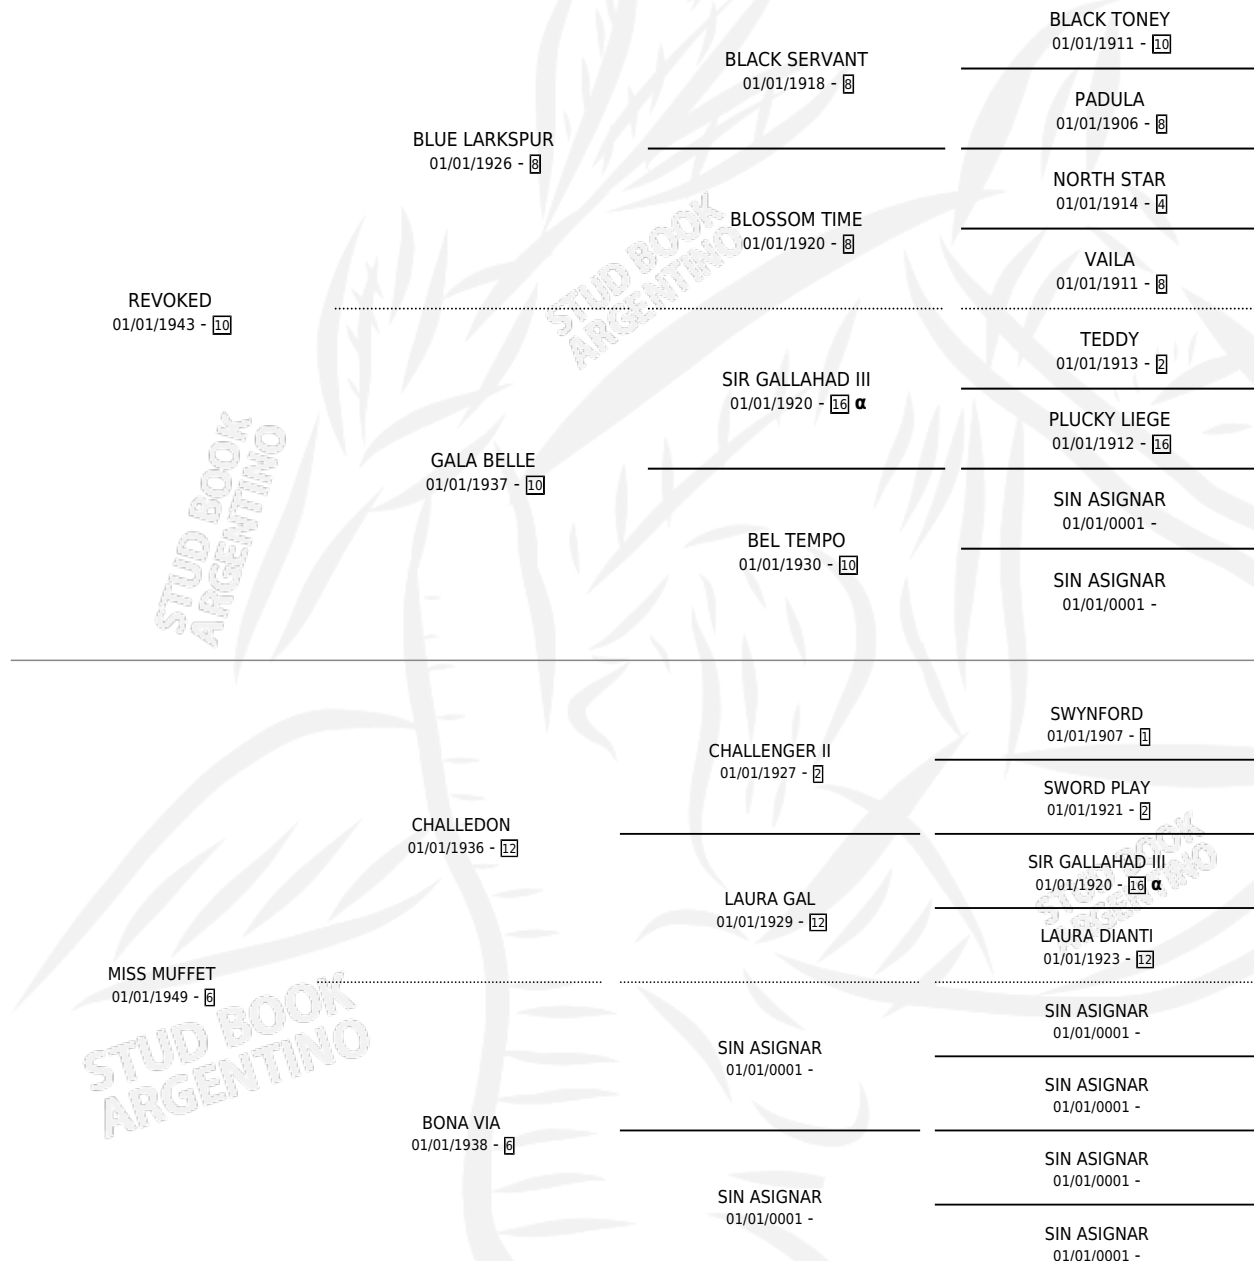 BLACK TONEY
01/01/1911 - 10
BLACK SERVANT
01/01/1918 - 8
PADULA
01/01/1906 - 8
BLUE LARKSPUR
01/01/1926 - 8
NORTH STAR
01/01/1914 - 4
BLOSSOM TIME
01/01/1920 - 8
VAILA
01/01/1911 - 8
REVOKED
01/01/1943 - 10
TEDDY
01/01/1913 - 2
SIR GALLAHAD III
01/01/1920 - 16 α
PLUCKY LIEGE
01/01/1912 - 16
GALA BELLE
01/01/1937 - 10
SIN ASIGNAR
01/01/0001 -
BEL TEMPO
01/01/1930 - 10
SIN ASIGNAR
01/01/0001 -
SWYNFORD
01/01/1907 - 1
CHALLENGER II
01/01/1927 - 2
SWORD PLAY
01/01/1921 - 2
CHALLEDON
01/01/1936 - 12
SIR GALLAHAD III
01/01/1920 - 16 α
LAURA GAL
01/01/1929 - 12
LAURA DIANTI
01/01/1923 - 12
MISS MUFFET
01/01/1949 - 6
SIN ASIGNAR
01/01/0001 -
SIN ASIGNAR
01/01/0001 -
SIN ASIGNAR
01/01/0001 -
BONA VIA
01/01/1938 - 6
SIN ASIGNAR
01/01/0001 -
SIN ASIGNAR
01/01/0001 -
SIN ASIGNAR
01/01/0001 -
STUD BOOK
ARGENTINO
STUD BOOK
ARGENTINO
STUD BOOK
ARGENTINO
STUD BOOK
ARGENTINO